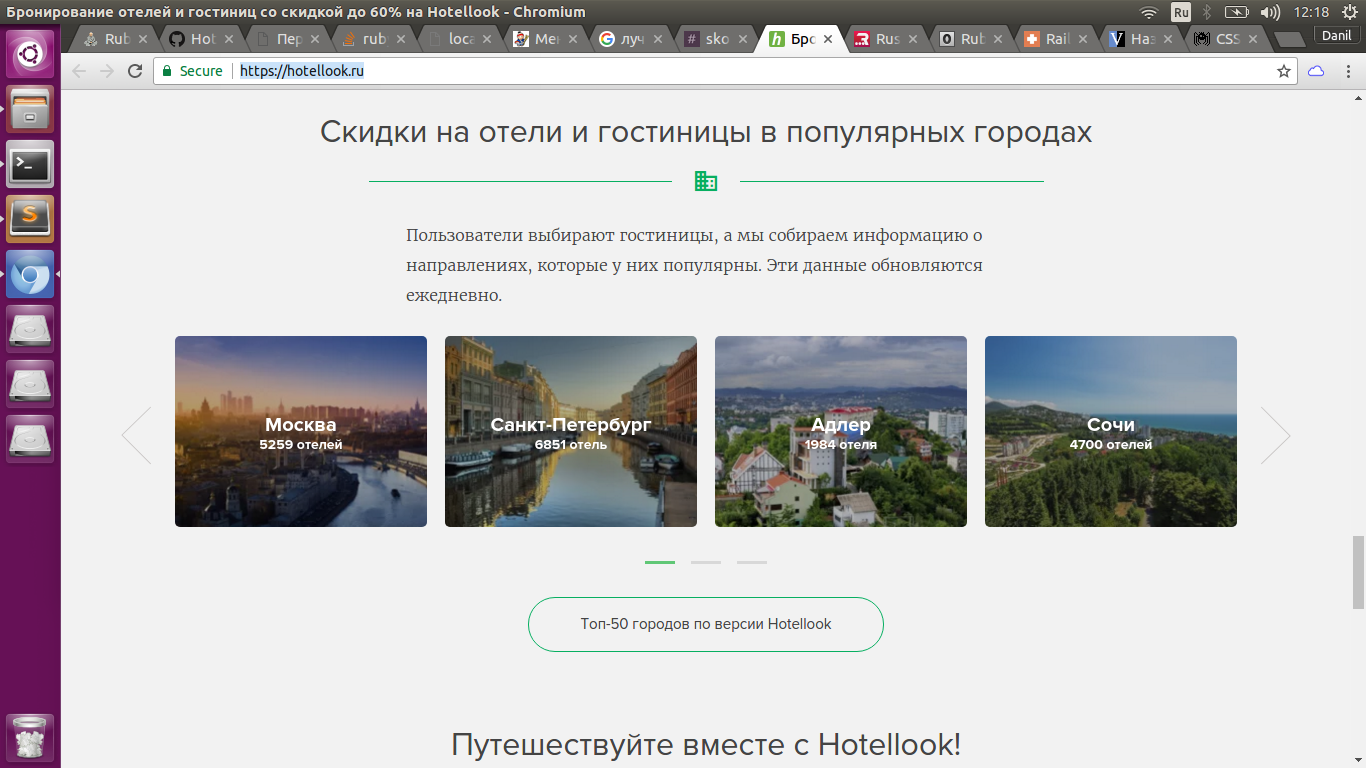 Бронирование отелей и гостиниц со скидкой до 60% на Hotellook - Chromium
Ru
12:18
Rub
Hot
Пер
rub
loca
Мет
луч
sko
Бро
Rus
Rub
Rail
Наз
CSS
Danil
Secure
https://hotellook.ru
Скидки на отели и гостиницы в популярных городах
Пользователи выбирают гостиницы, а мы собираем информацию о
направлениях, которые у них популярны. Эти данные обновляются
ежедневно.
Москва
5259 отелей
Санкт-Петербург
6851 отель
Адлер
1984 отеля
Сочи
4700 отелей
Топ-50 городов по версии Hotellook
Путешествуйте вместе с Hotellook!